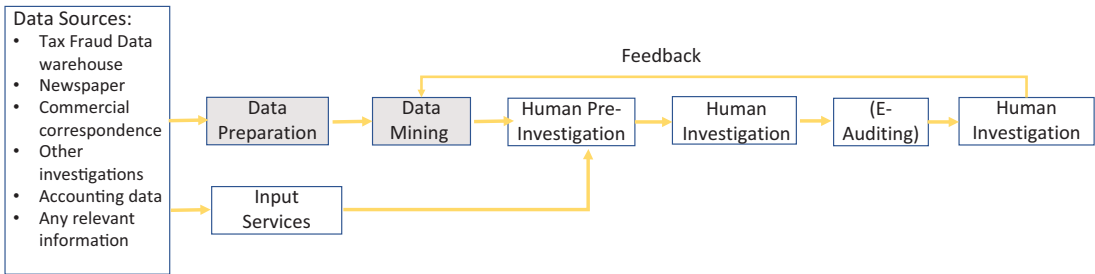 Data Sources:
• Tax Fraud Data
warehouse
• Newspaper
• Commercial
correspondence
• Other
investigations
• Accounting data
• Any relevant
information
Feedback
Data
Preparation
Data
Mining
Human Pre-
Investigation
Human
Investigation
(E-
Auditing)
Human
Investigation
Input
Services